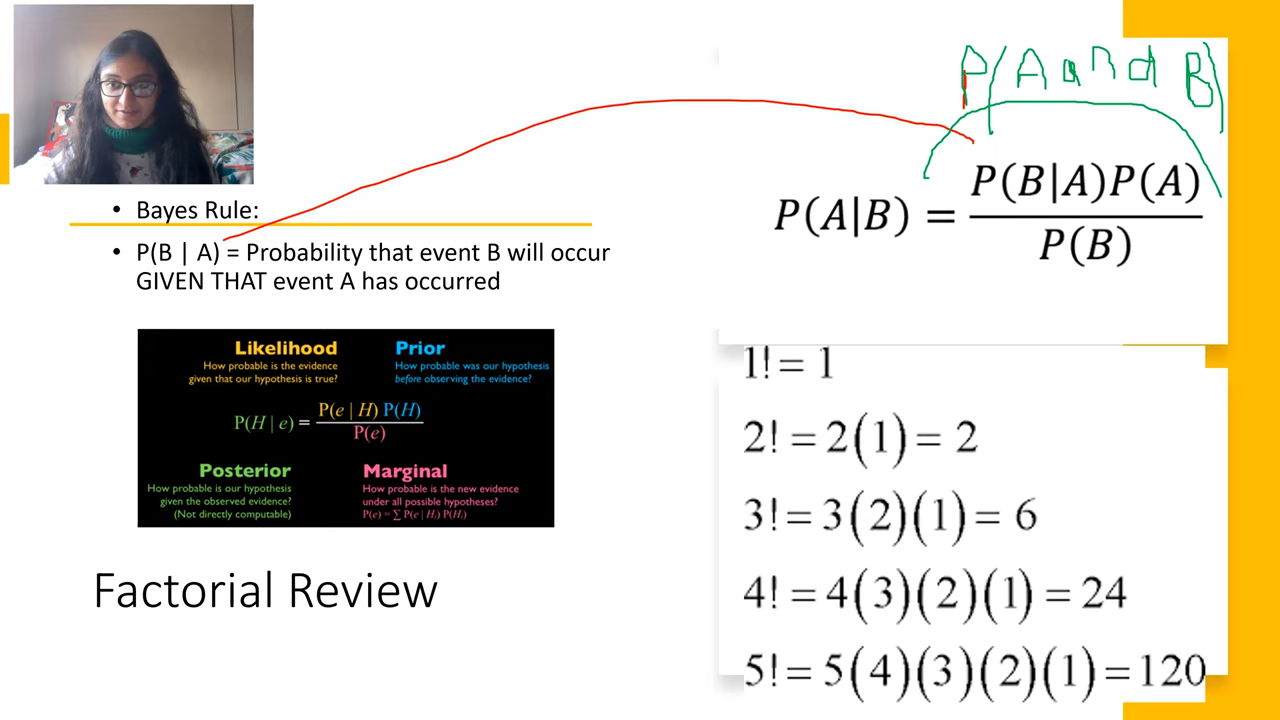 • Bayes Rule:
• P(B | A) = Probability that event B will occur
GIVEN THAT event A has occurred
P(A and B)
P(A|B) = P(B|A)P(A) / P(B)
Likelihood
How probable is the evidence
given that our hypothesis is true?
Prior
How probable was our hypothesis
before observing the evidence?
P(H | e) = P(e | H) P(H) / P(e)
Posterior
How probable is our hypothesis
given the observed evidence?
(Not directly computable)
Marginal
How probable is the new evidence
under all possible hypotheses?
P(e) = ∑ P(e | Hᵢ) P(Hᵢ)
Factorial Review
1! = 1
2! = 2(1) = 2
3! = 3(2)(1) = 6
4! = 4(3)(2)(1) = 24
5! = 5(4)(3)(2)(1) = 120